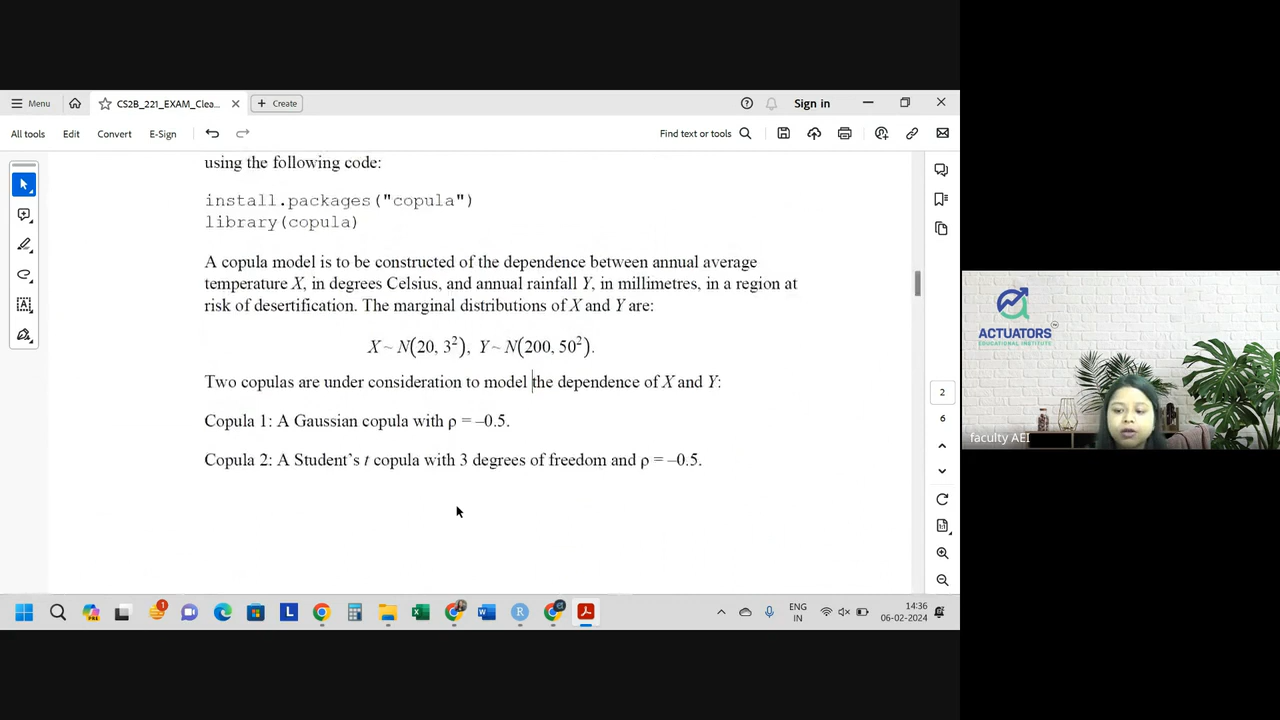 Menu
CS2B_221_EXAM_Clea...
Create
Sign in
All tools
Edit
Convert
E-Sign
Find text or tools
using the following code:
install.packages("copula")
library(copula)
A copula model is to be constructed of the dependence between annual average
temperature X, in degrees Celsius, and annual rainfall Y, in millimetres, in a region at
risk of desertification. The marginal distributions of X and Y are:
X ~ N(20, 3²), Y ~ N(200, 50²).
Two copulas are under consideration to model the dependence of X and Y:
Copula 1: A Gaussian copula with ρ = –0.5.
Copula 2: A Student's t copula with 3 degrees of freedom and ρ = –0.5.
2
6
ACTUATORS
EDUCATIONAL INSTITUTE
faculty AEI
ENG
IN
14:36
06-02-2024